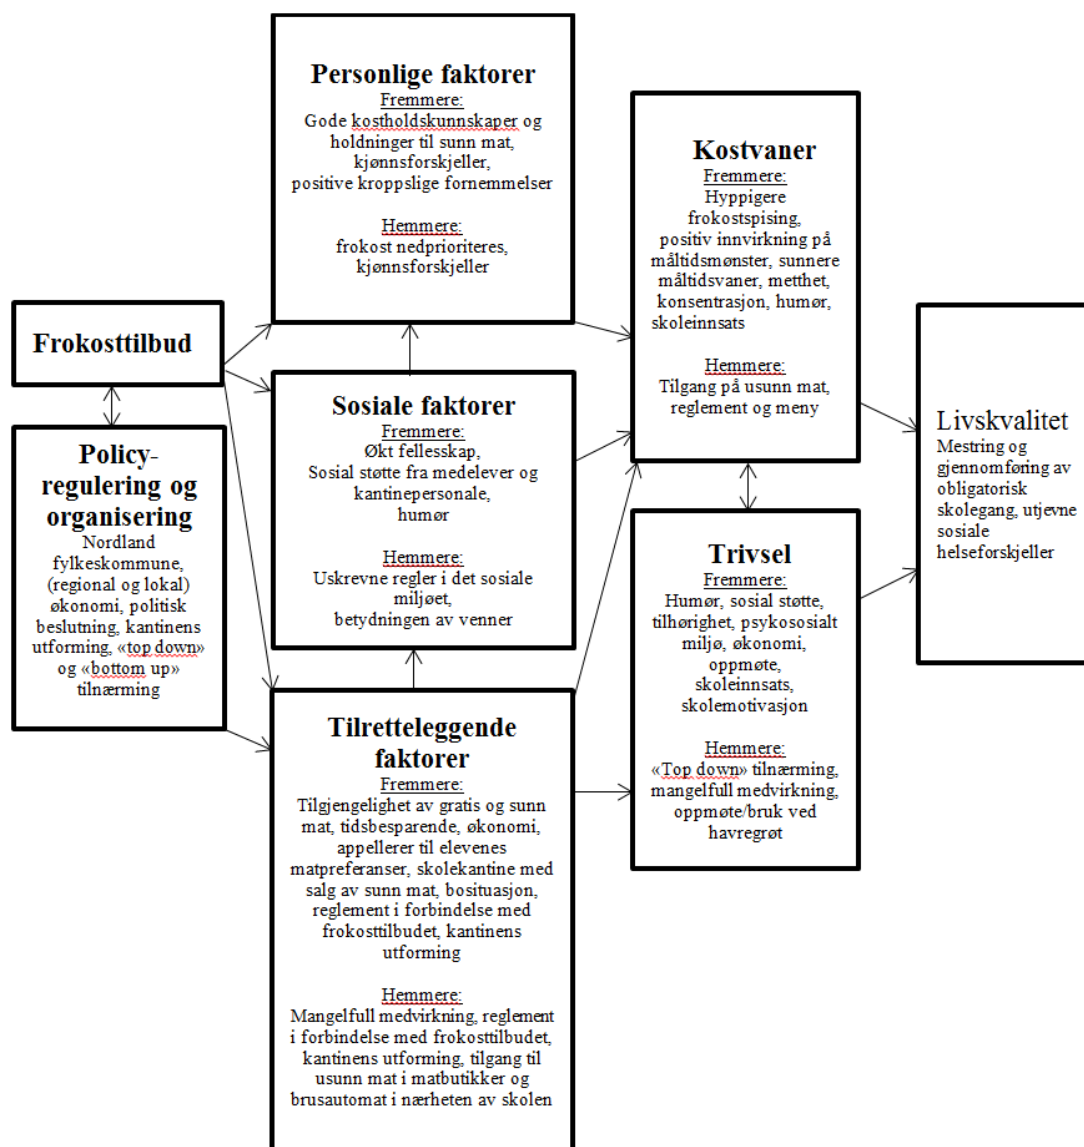 Frokosttilbud
Policy-
regulering og
organisering
Nordland
fylkeskommune,
(regional og lokal)
økonomi, politisk
beslutning, kantinens
utforming, «top down»
og «bottom up»
tilnærming
Personlige faktorer
Fremmere:
Gode kostholdskunnskaper og
holdninger til sunn mat,
kjønnsforskjeller,
positive kroppslige fornemmelser
Hemmere:
frokost nedprioriteres,
kjønnsforskjeller
Sosiale faktorer
Fremmere:
Økt fellesskap,
Sosial støtte fra medelever og
kantinepersonale,
humør
Hemmere:
Uskrevne regler i det sosiale
miljøet,
betydningen av venner
Tilretteleggende
faktorer
Fremmere:
Tilgjengelighet av gratis og sunn
mat, tidsbesparende, økonomi,
appellerer til elevenes
matpreferanser, skolekantine med
salg av sunn mat, bosituasjon,
reglement i forbindelse med
frokosttilbudet, kantinens
utforming
Hemmere:
Mangelfull medvirkning, reglement
i forbindelse med frokosttilbudet,
kantinens utforming, tilgang til
usunn mat i matbutikker og
brusautomat i nærheten av skolen
Kostvaner
Fremmere:
Hyppigere
frokostspising,
positiv innvirkning på
måltidsmønster, sunnere
måltidsvaner, metthet,
konsentrasjon, humør,
skoleinnsats
Hemmere:
Tilgang på usunn mat,
reglement og meny
Trivsel
Fremmere:
Humør, sosial støtte,
tilhørighet, psykososialt
miljø, økonomi,
oppmøte,
skoleinnsats,
skolemotivasjon
Hemmere:
«Top down» tilnærming,
mangelfull medvirkning,
oppmøte/bruk ved
havregrøt
Livskvalitet
Mestring og
gjennomføring av
obligatorisk
skolegang, utjevne
sosiale
helseforskjeller